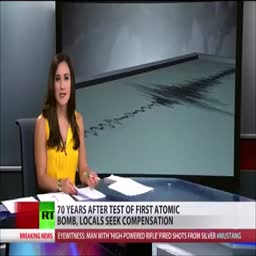 RT
70 YEARS AFTER TEST OF FIRST ATOMIC
BOMB, LOCALS SEEK COMPENSATION
BREAKING NEWS EYEWITNESS: MAN WITH 'HIGH-POWERED RIFLE' FIRED SHOTS FROM SILVER #MUSTANG